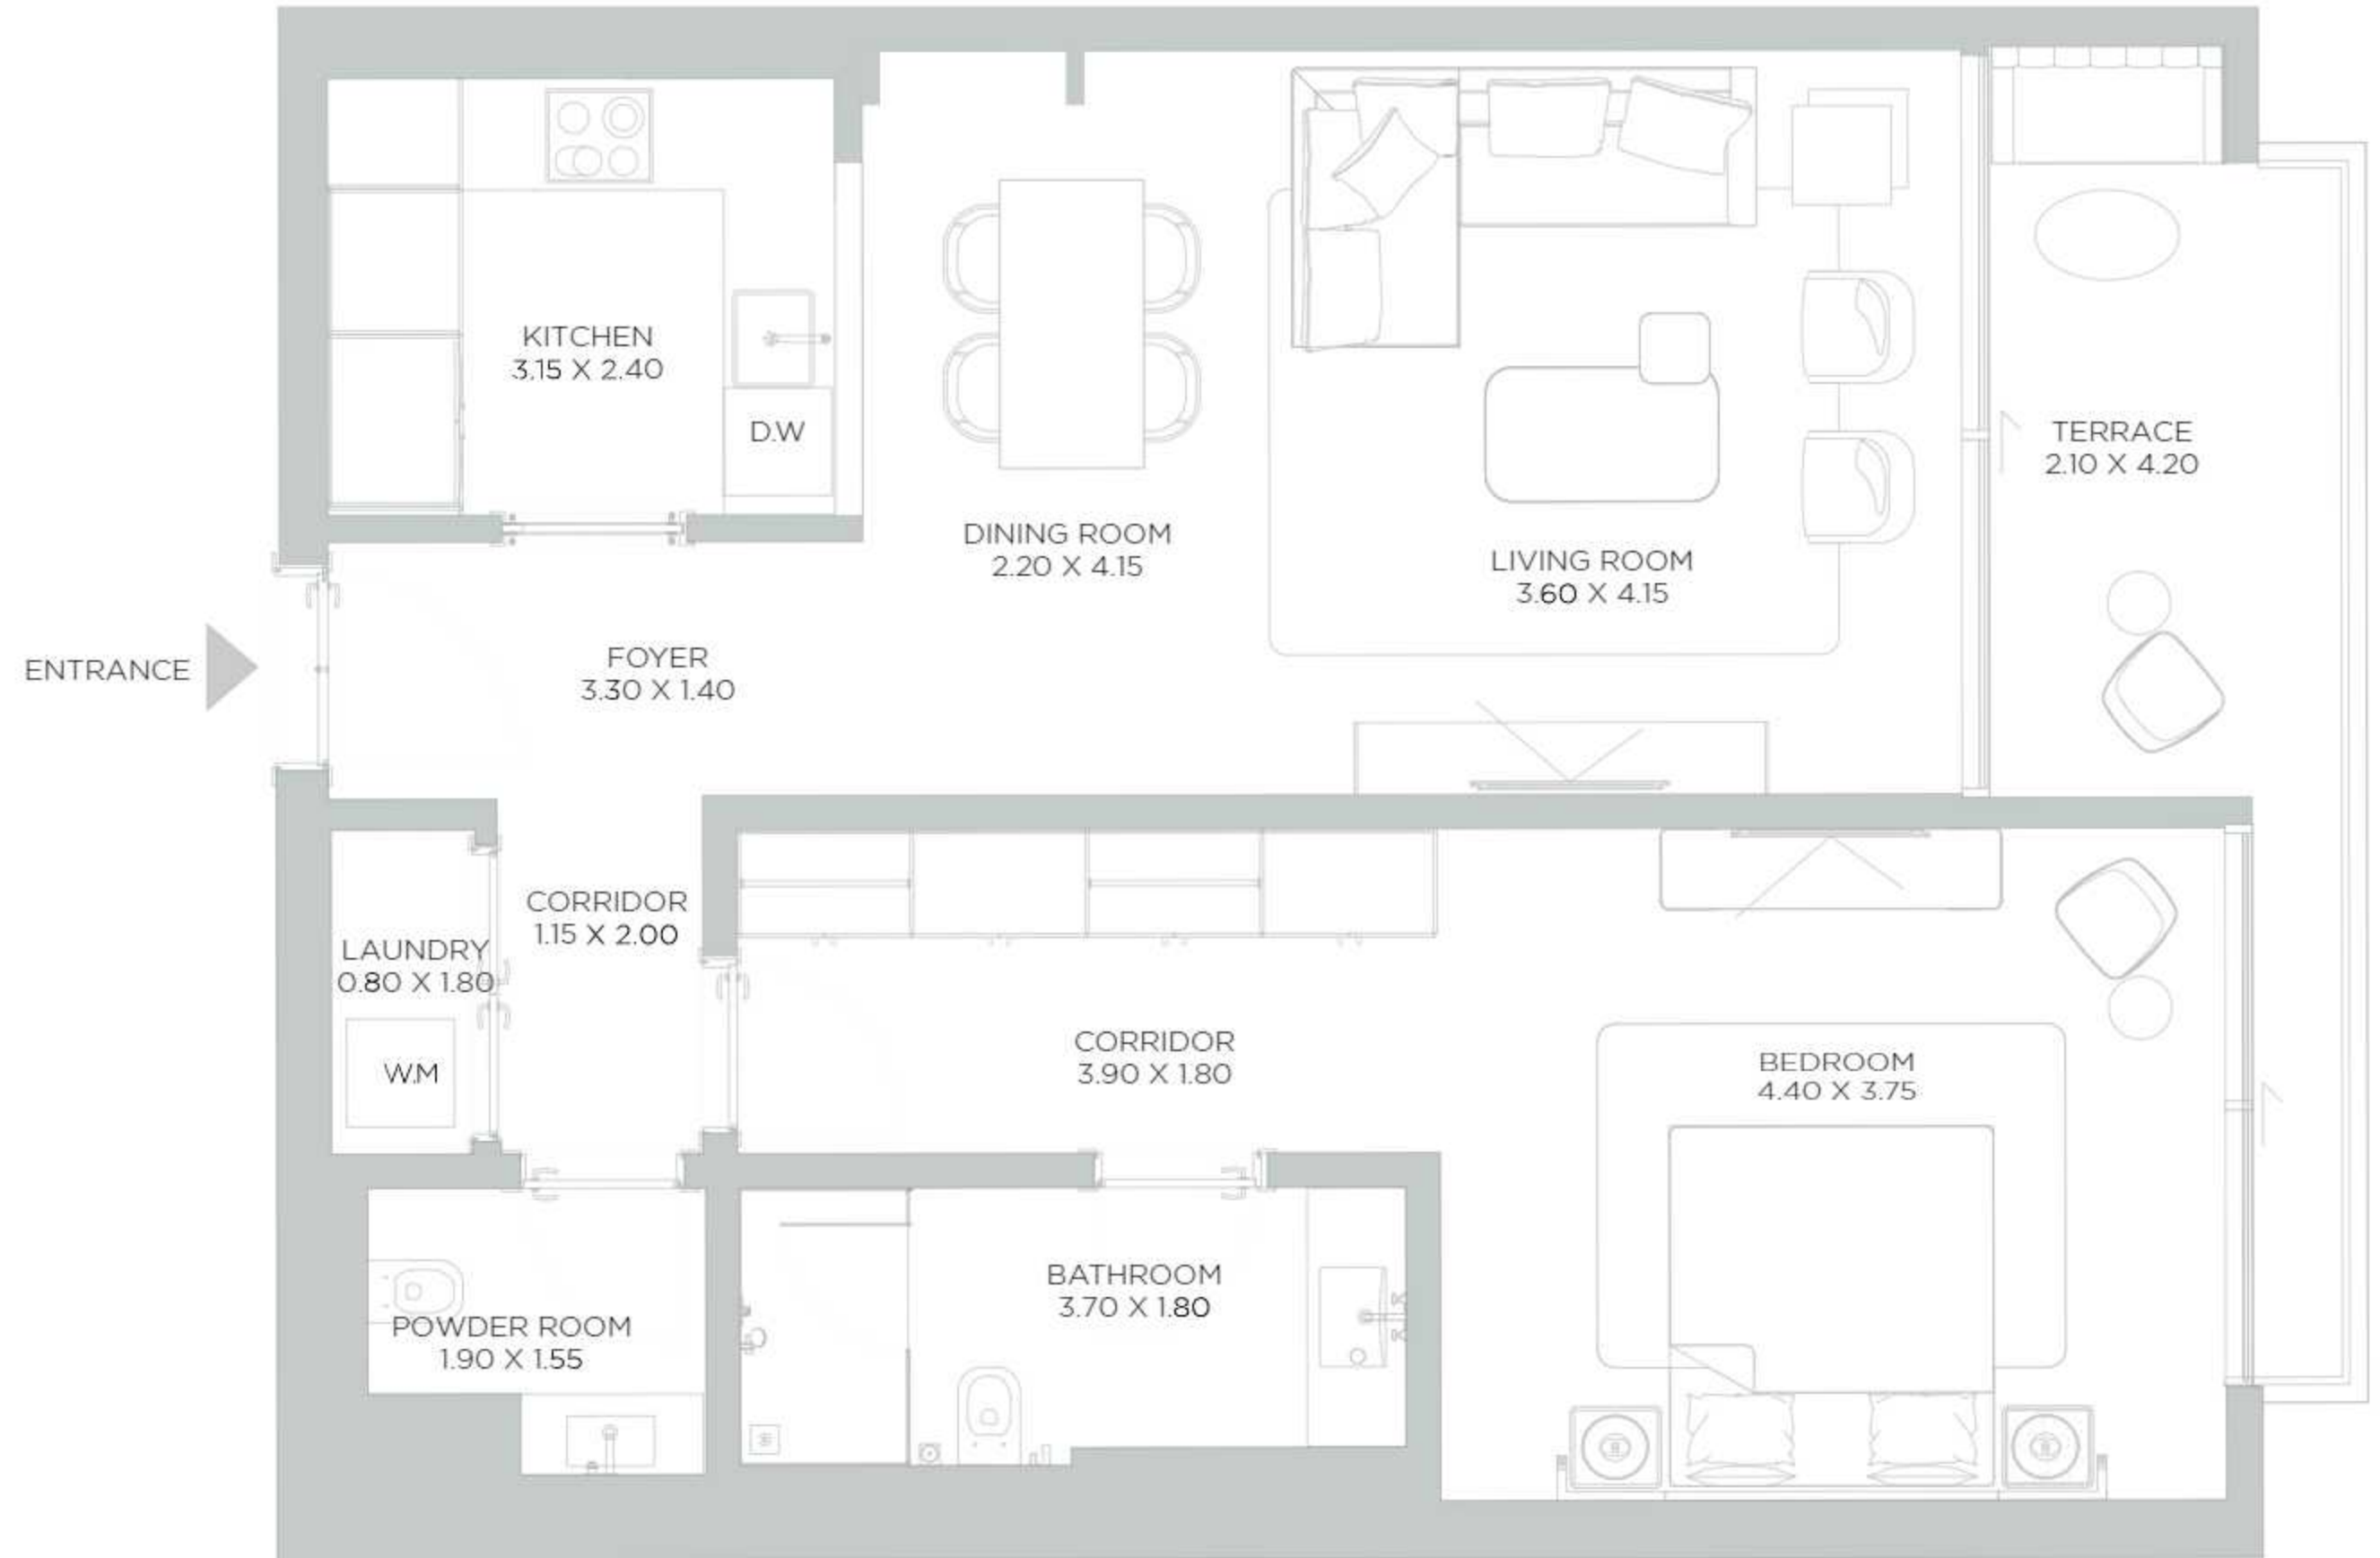 KITCHEN
3.15 X 2.40
D.W
DINING ROOM
2.20 X 4.15
LIVING ROOM
3.60 X 4.15
TERRACE
2.10 X 4.20
ENTRANCE
FOYER
3.30 X 1.40
CORRIDOR
1.15 X 2.00
LAUNDRY
0.80 X 1.80
W.M
CORRIDOR
3.90 X 1.80
BEDROOM
4.40 X 3.75
POWDER ROOM
1.90 X 1.55
BATHROOM
3.70 X 1.80